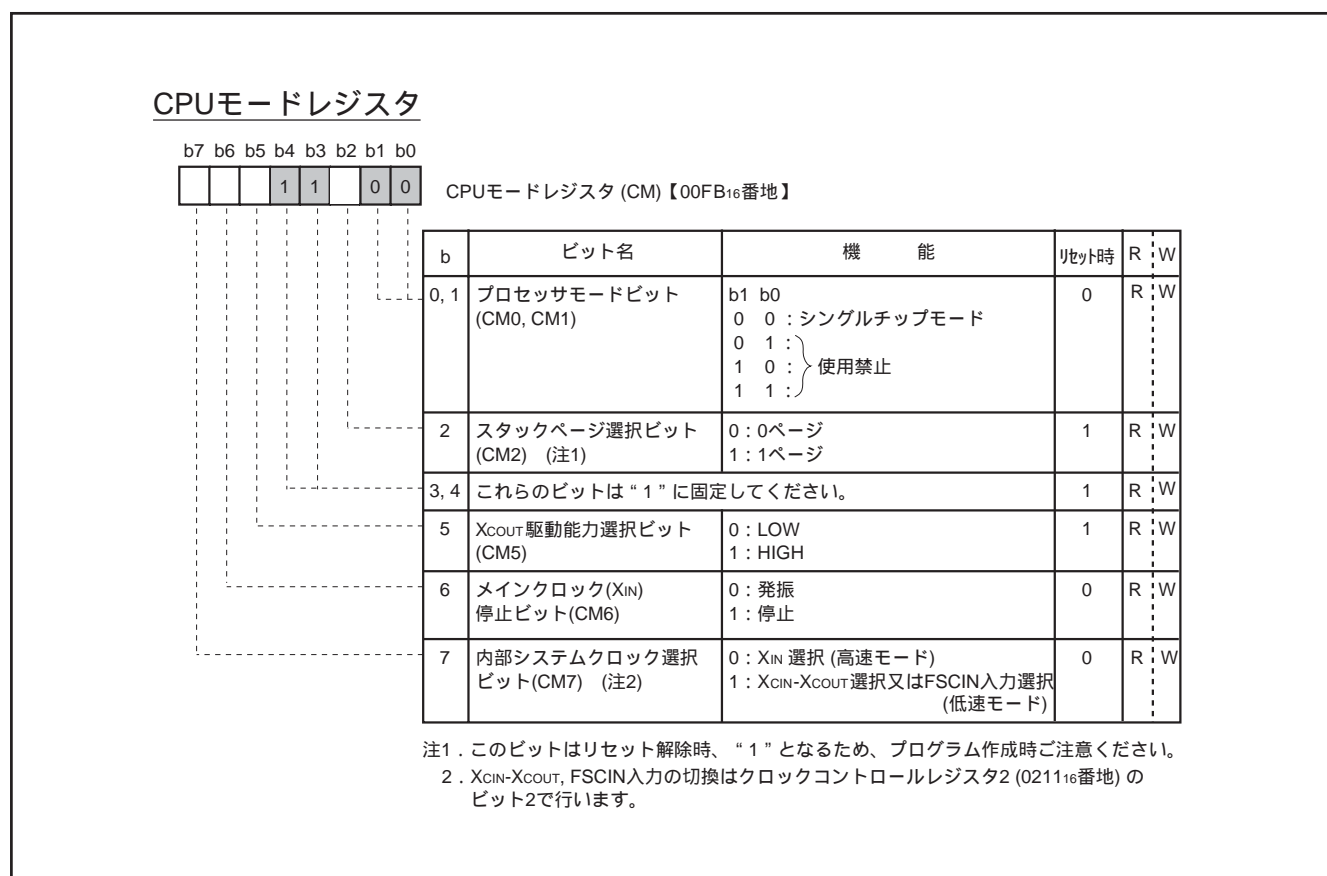 CPUモードレジスタ
b7 b6 b5 b4 b3 b2 b1 b0
1 1 0 0
CPUモードレジスタ (CM)【00FB16番地】
b ビット名 機 能 リセット時 R W
0, 1 プロセッサモードビット b1 b0 0 R W
(CM0, CM1) 0 0 : シングルチップモード
0 1 :
1 0 : 使用禁止
1 1 :
2 スタックページ選択ビット 0 : 0ページ 1 R W
(CM2) (注1) 1 : 1ページ
3, 4 これらのビットは“1”に固定してください。 1 R W
5 XCOUT駆動能力選択ビット 0 : LOW 1 R W
(CM5) 1 : HIGH
6 メインクロック(XIN) 0 : 発振 0 R W
停止ビット(CM6) 1 : 停止
7 内部システムクロック選択 0 : XIN 選択 (高速モード) 0 R W
ビット(CM7) (注2) 1 : XCIN-XCOUT選択又はFSCIN入力選択
(低速モード)
注1．このビットはリセット解除時、“1”となるため、プログラム作成時ご注意ください。
2．XCIN-XCOUT, FSCIN入力の切換はクロックコントロールレジスタ2 (021116番地) の
ビット2で行います。